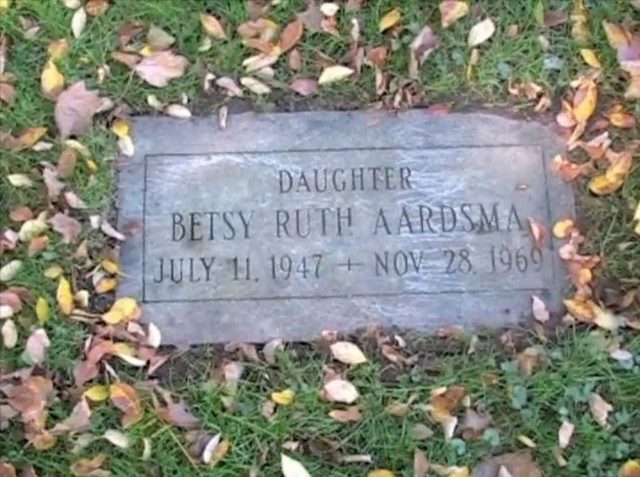 DAUGHTER
BETSY RUTH AARDSMA
JULY 11, 1947 + NOV 28, 1969